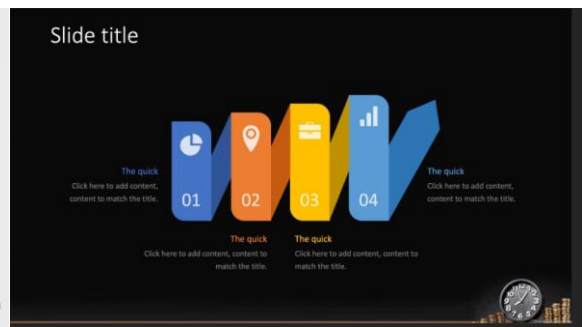 Slide title
01
02
03
04
The quick
Click here to add content,
content to match the title.
The quick
Click here to add content, content to
match the title.
The quick
Click here to add content, content to
match the title.
The quick
Click here to add content,
content to match the title.